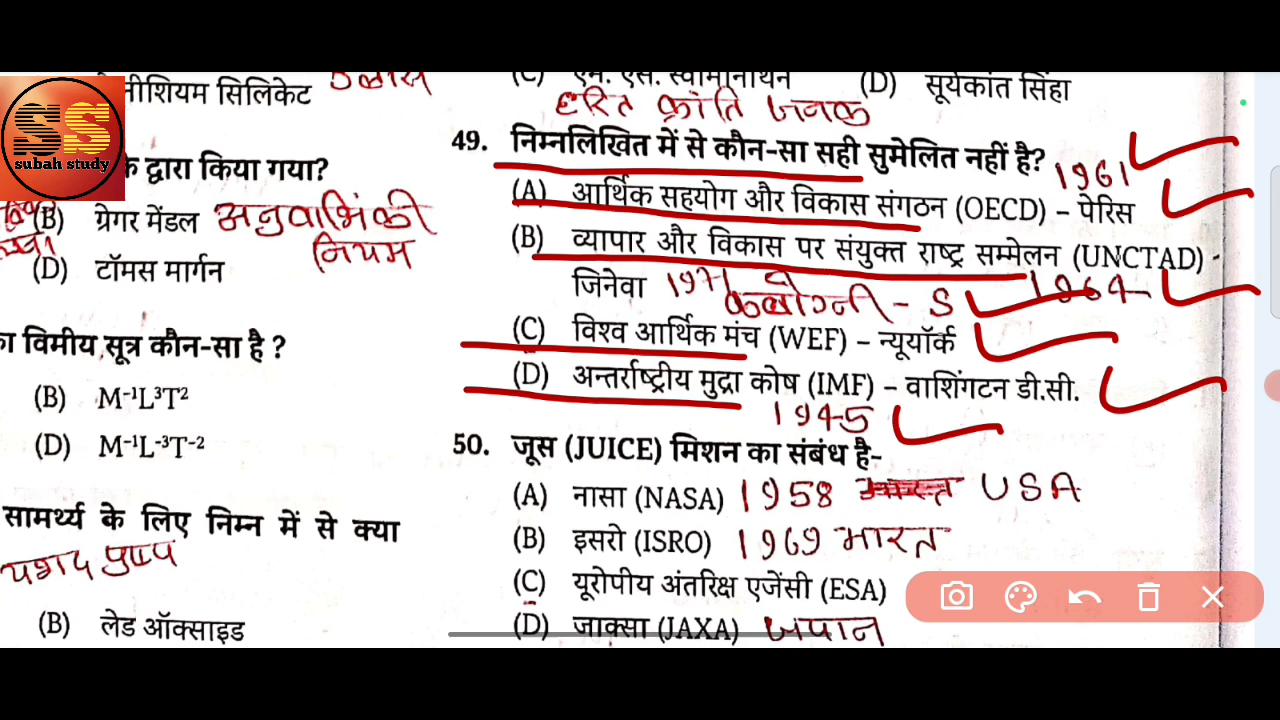 नीशियम सिलिकेट
SS
subah study
के द्वारा किया गया?
(B) ग्रेगर मेंडल अनुवांशिकी
नियम
(D) टॉमस मार्गन
का विमीय सूत्र कौन-सा है ?
(B) M⁻¹L³T²
(D) M⁻¹L⁻³T⁻²
सामर्थ्य के लिए निम्न में से क्या
यशद पुष्प
(B) लेड ऑक्साइड
(C) एम. एस. स्वामीनाथन (D) सूर्यकांत सिंहा
हरित क्रांति जनक
49. निम्नलिखित में से कौन-सा सही सुमेलित नहीं है?
1961
(A) आर्थिक सहयोग और विकास संगठन (OECD) – पेरिस
(B) व्यापार और विकास पर संयुक्त राष्ट्र सम्मेलन (UNCTAD) -
जिनेवा 1971 1964
(C) विश्व आर्थिक मंच (WEF) – न्यूयॉर्क
(D) अन्तर्राष्ट्रीय मुद्रा कोष (IMF) – वाशिंगटन डी.सी.
1945
50. जूस (JUICE) मिशन का संबंध है-
(A) नासा (NASA) 1958 USA
(B) इसरो (ISRO) 1969 भारत
(C) यूरोपीय अंतरिक्ष एजेंसी (ESA)
(D) जाक्सा (JAXA) जपान